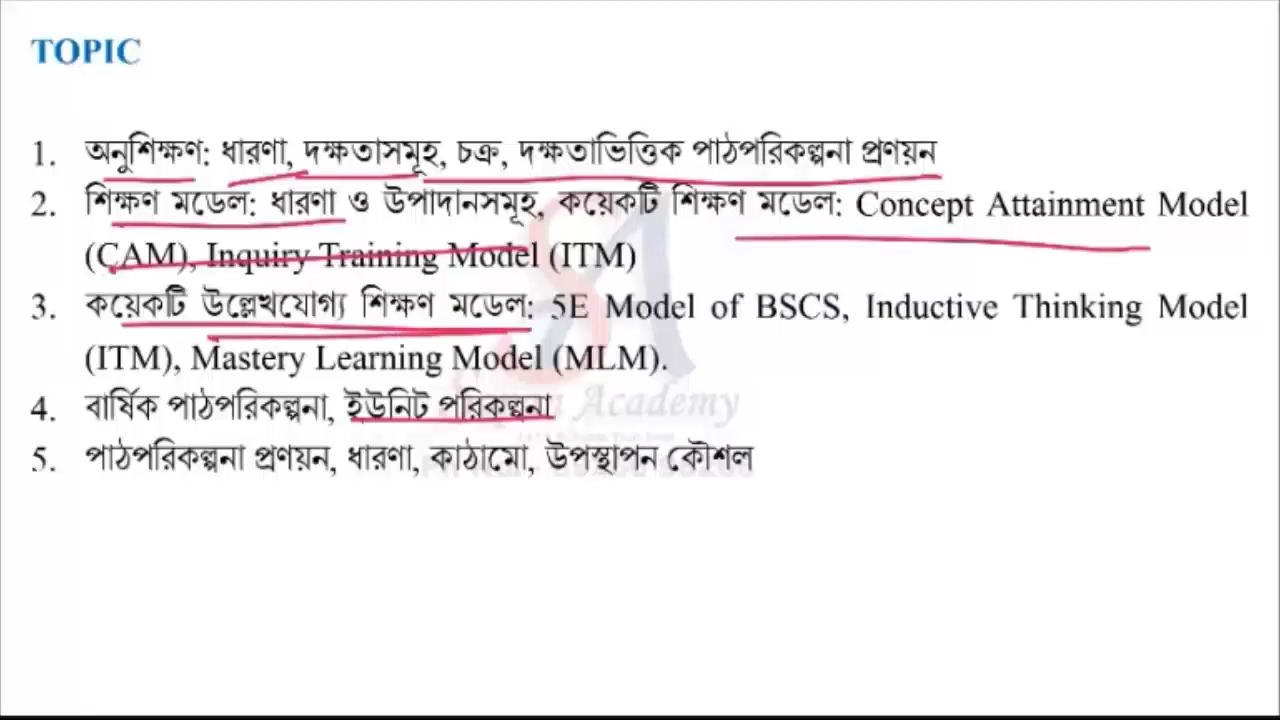 TOPIC
1. অনুশিক্ষণ: ধারণা, দক্ষতাসমূহ, চক্র, দক্ষতাভিত্তিক পাঠপরিকল্পনা প্রণয়ন
2. শিক্ষণ মডেল: ধারণা ও উপাদানসমূহ, কয়েকটি শিক্ষণ মডেল: Concept Attainment Model
(CAM), Inquiry Training Model (ITM)
3. কয়েকটি উল্লেখযোগ্য শিক্ষণ মডেল: 5E Model of BSCS, Inductive Thinking Model
(ITM), Mastery Learning Model (MLM).
4. বার্ষিক পাঠপরিকল্পনা, ইউনিট পরিকল্পনা
Academy
5. পাঠপরিকল্পনা প্রণয়ন, ধারণা, কাঠামো, উপস্থাপন কৌশল